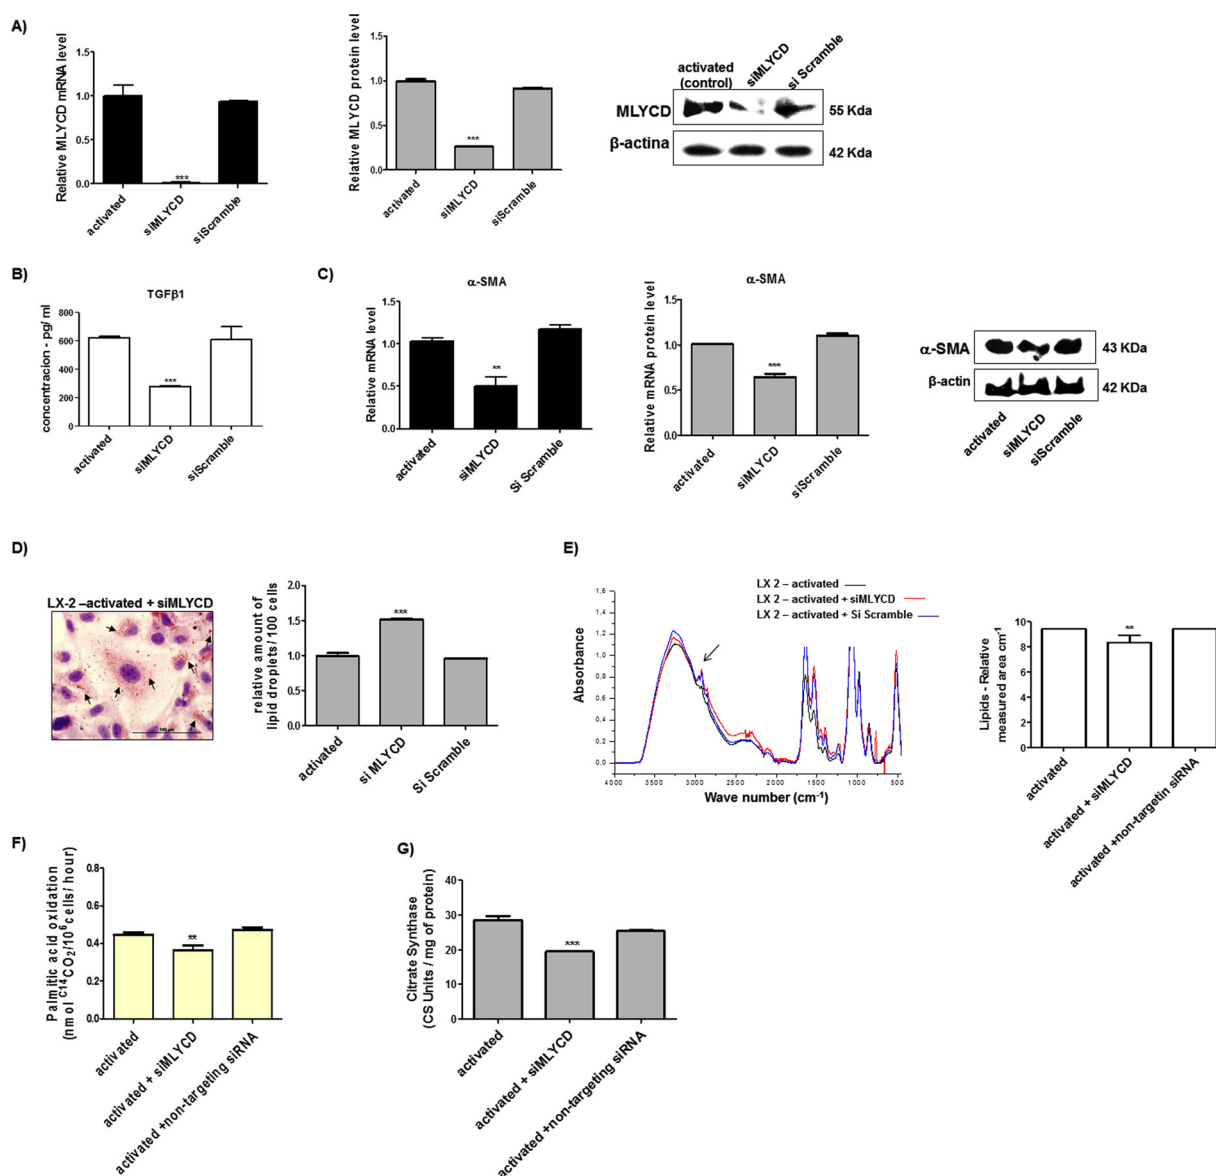 A)
Relative MLYCD mRNA level
1.5
1.0
0.5
0.0
***
activated
siMLYCD
siScramble
Relative MLYCD protein level
1.5
1.0
0.5
0.0
***
activated
siMLYCD
siScramble
activated
(control)
siMLYCD
si Scramble
MLYCD
55 Kda
β-actina
42 Kda
B)
TGFβ1
concentracion - pg/ ml
800
600
400
200
0
***
activated
siMLYCD
siScramble
C)
α-SMA
Relative mRNA level
1.5
1.0
0.5
0.0
**
activated
siMLYCD
Si Scramble
α-SMA
Relative mRNA protein level
1.5
1.0
0.5
0.0
***
activated
siMLYCD
siScramble
α-SMA
43 KDa
β-actin
42 KDa
activated
siMLYCD
siScramble
D)
LX-2 –activated + siMLYCD
100 µm
relative amount of
lipid droplets / 100 cells
2.0
1.5
1.0
0.5
0.0
***
activated
si MLYCD
Si Scramble
E)
LX 2 – activated
LX 2 – activated + siMLYCD
LX 2 – activated + Si Scramble
Absorbance
1,6
1,4
1,2
1,0
0,8
0,6
0,4
0,2
0,0
4000
3500
3000
2500
2000
1500
1000
500
Wave number (cm-1)
Lipids - Relative
measured area cm-1
10
8
6
4
2
0
**
activated
activated + siMLYCD
activated +non-targetin siRNA
F)
Palmitic acid oxidation
(nmol C14CO2/106cells / hour)
0.8
0.6
0.4
0.2
0.0
**
activated
activated + siMLYCD
activated +non-targeting siRNA
G)
Citrate Synthase
(CS Units / mg of protein)
40
30
20
10
0
***
activated
activated + siMLYCD
activated +non-targeting siRNA